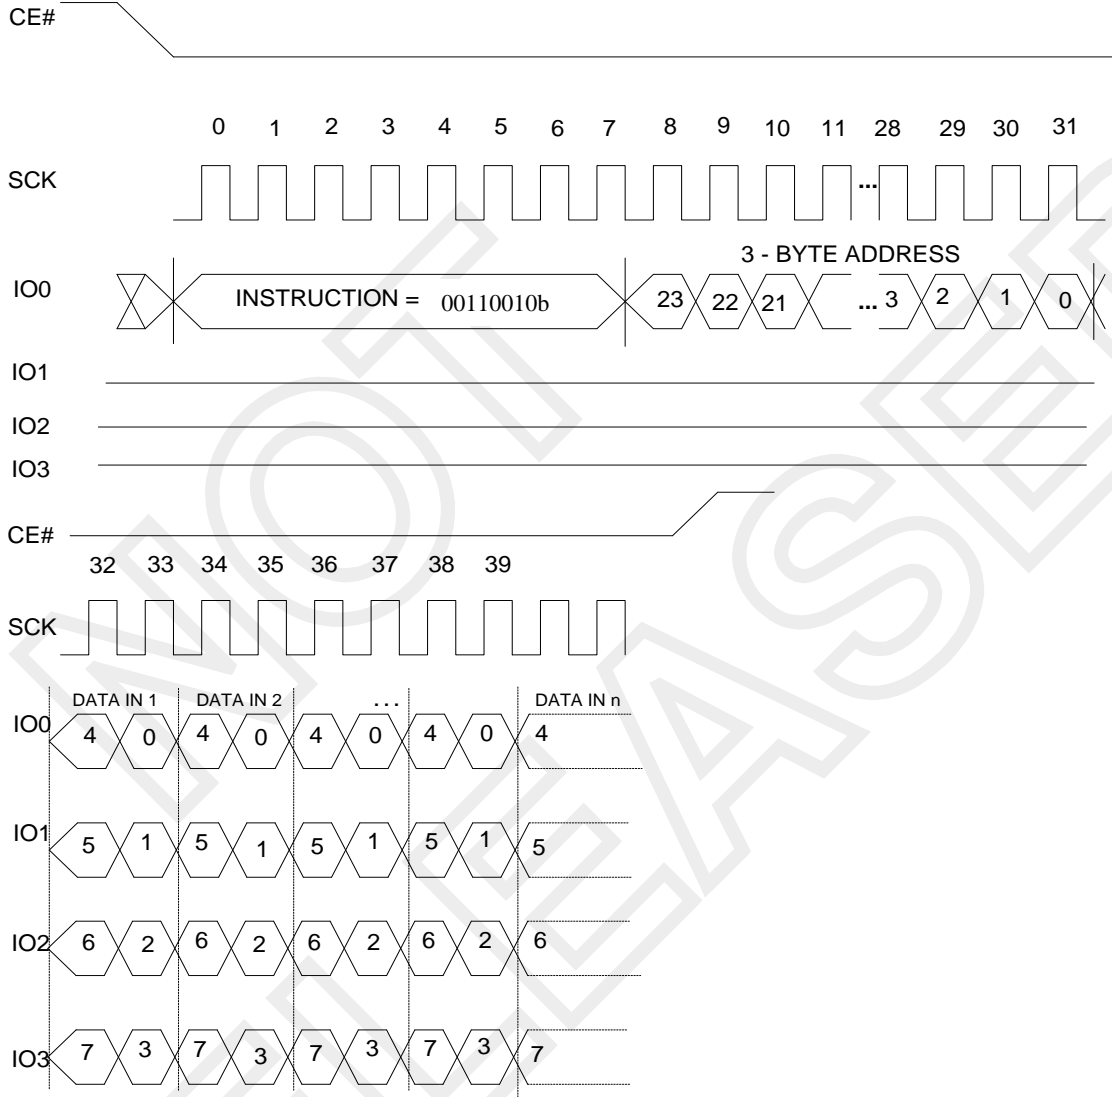 CE#
0 1 2 3 4 5 6 7 8 9 10 11 28 29 30 31
SCK ...
3 - BYTE ADDRESS
IO0 INSTRUCTION = 00110010b 23 22 21 ... 3 2 1 0
IO1
IO2
IO3
CE#
32 33 34 35 36 37 38 39
SCK
DATA IN 1 DATA IN 2 ... DATA IN n
IO0 4 0 4 0 4 0 4 0 4
IO1 5 1 5 1 5 1 5 1 5
IO2 6 2 6 2 6 2 6 2 6
IO3 7 3 7 3 7 3 7 3 7
NOT
RELEASED